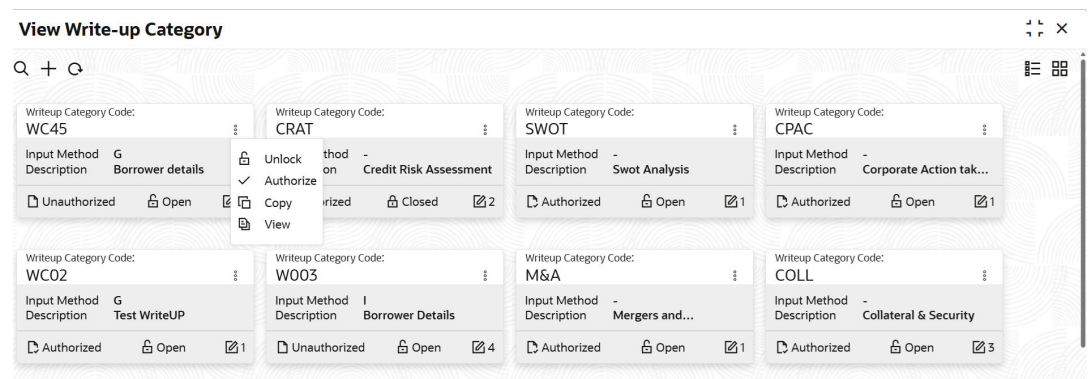 View Write-up Category
Writeup Category Code:
WC45
Input Method G
Description Borrower details
Unauthorized Open
Unlock
Authorize
Copy
View
Writeup Category Code:
CRAT
-
Credit Risk Assessment
Closed 2
Writeup Category Code:
SWOT
Input Method -
Description Swot Analysis
Authorized Open 1
Writeup Category Code:
CPAC
Input Method -
Description Corporate Action tak...
Authorized Open 1
Writeup Category Code:
WC02
Input Method G
Description Test WriteUP
Authorized Open 1
Writeup Category Code:
W003
Input Method I
Description Borrower Details
Unauthorized Open 4
Writeup Category Code:
M&A
Input Method -
Description Mergers and...
Authorized Open 1
Writeup Category Code:
COLL
Input Method -
Description Collateral & Security
Authorized Open 3